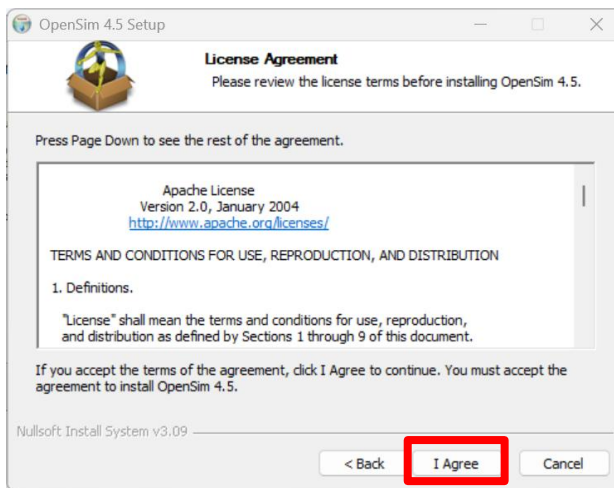 OpenSim 4.5 Setup
License Agreement
Please review the license terms before installing OpenSim 4.5.
Press Page Down to see the rest of the agreement.
Apache License
Version 2.0, January 2004
http://www.apache.org/licenses/
TERMS AND CONDITIONS FOR USE, REPRODUCTION, AND DISTRIBUTION
1. Definitions.
"License" shall mean the terms and conditions for use, reproduction,
and distribution as defined by Sections 1 through 9 of this document.
If you accept the terms of the agreement, click I Agree to continue. You must accept the
agreement to install OpenSim 4.5.
Nullsoft Install System v3.09
< Back I Agree Cancel